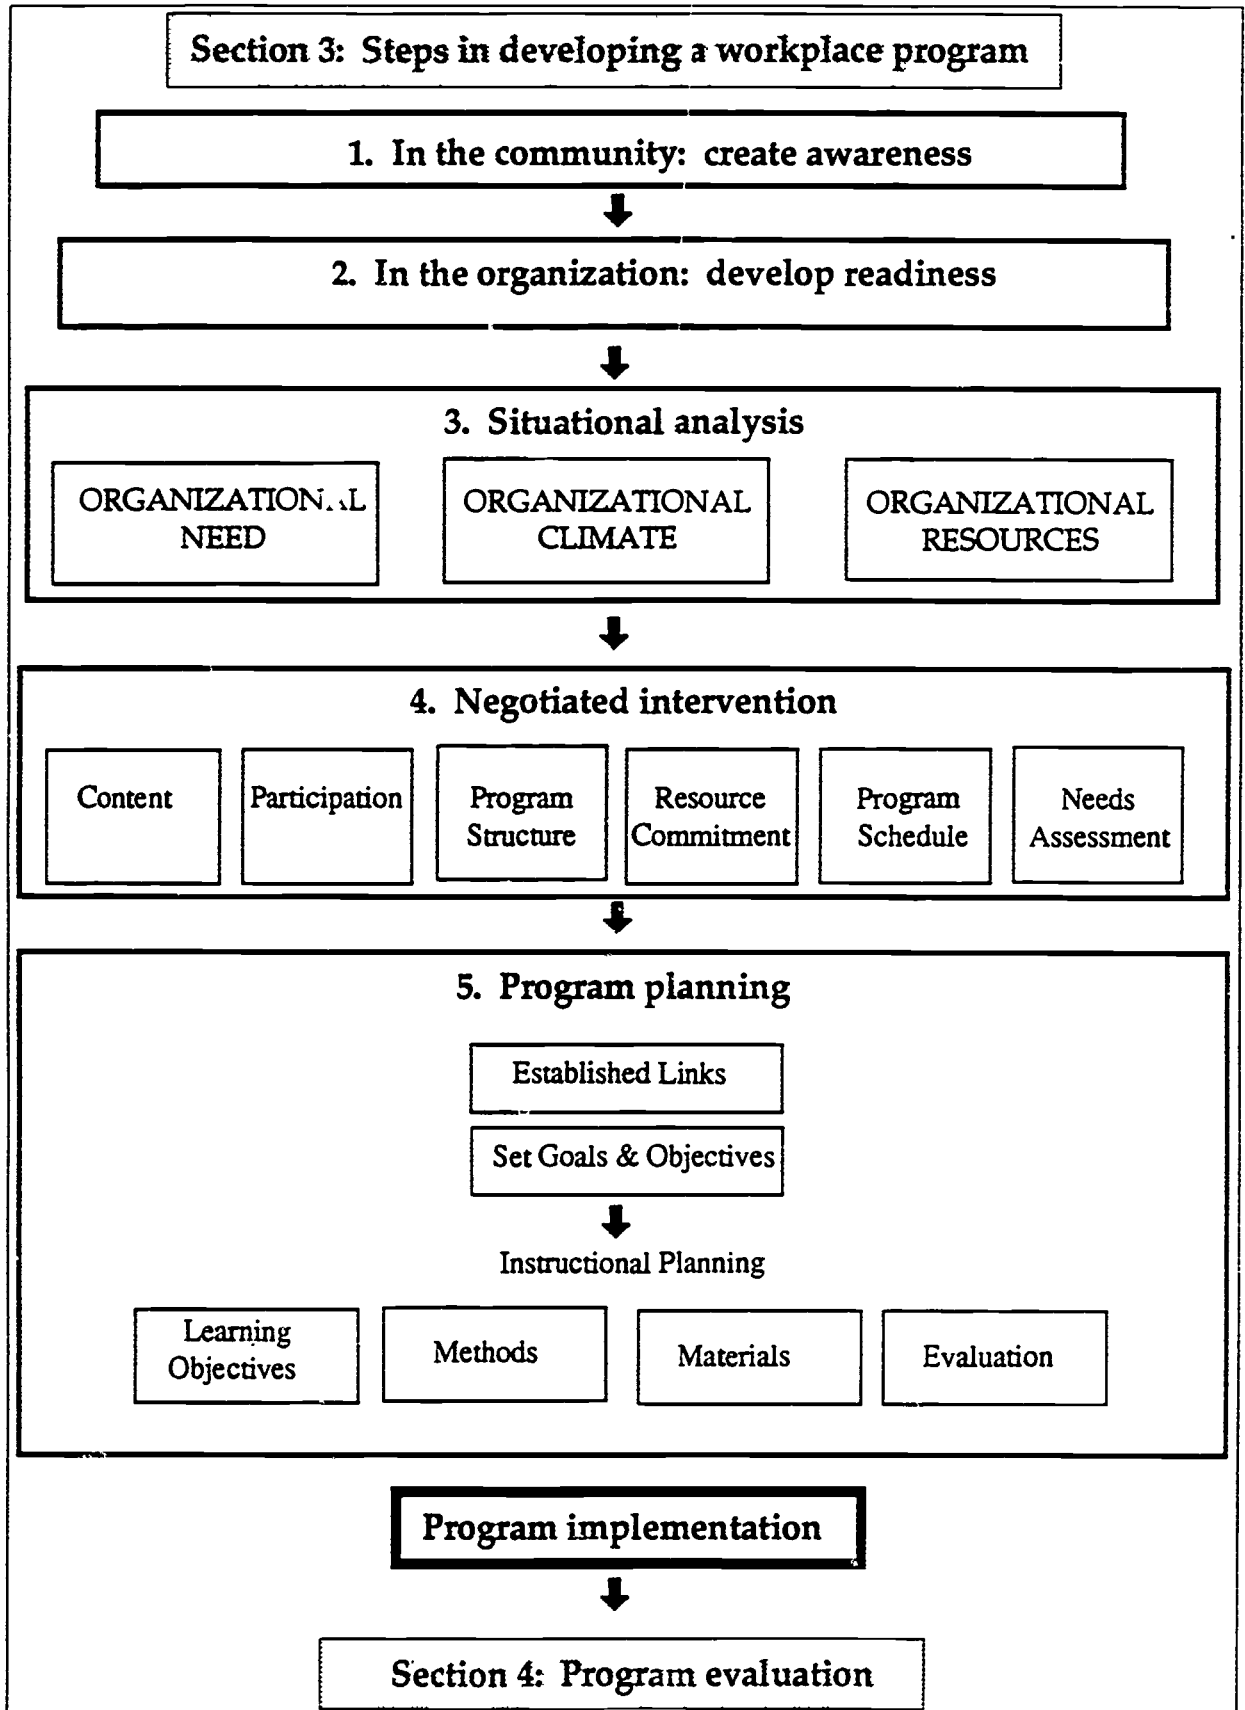 Section 3: Steps in developing a workplace program
1. In the community: create awareness
2. In the organization: develop readiness
3. Situational analysis
ORGANIZATIONAL
NEED
ORGANIZATIONAL
CLIMATE
ORGANIZATIONAL
RESOURCES
4. Negotiated intervention
Content
Participation
Program
Structure
Resource
Commitment
Program
Schedule
Needs
Assessment
5. Program planning
Established Links
Set Goals & Objectives
Instructional Planning
Learning
Objectives
Methods
Materials
Evaluation
Program implementation
Section 4: Program evaluation